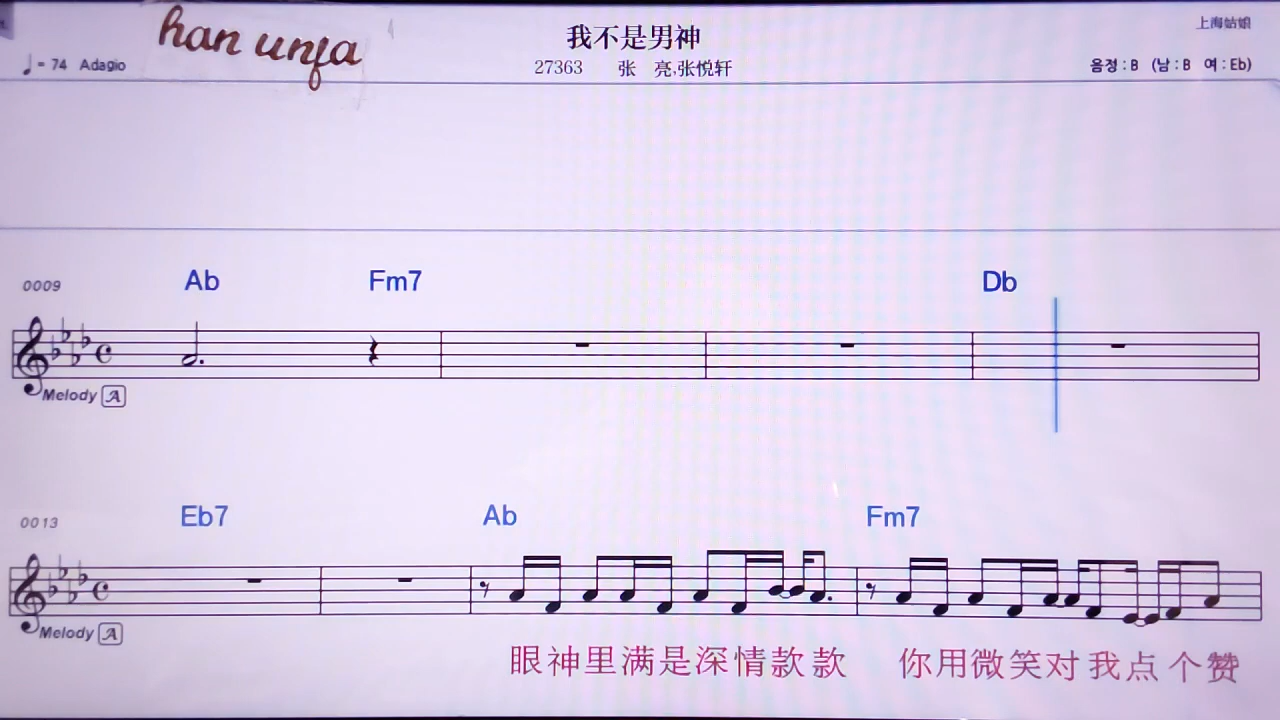 han unfa
我不是男神
上海姑娘
♩= 74 Adagio
27363 张 亮,张悦轩
음정 : B (남 : B 여 : Eb)
0009 Ab Fm7 Db
Melody A
0013 Eb7 Ab Fm7
Melody A
眼神里满是深情款款 你用微笑对我点个赞